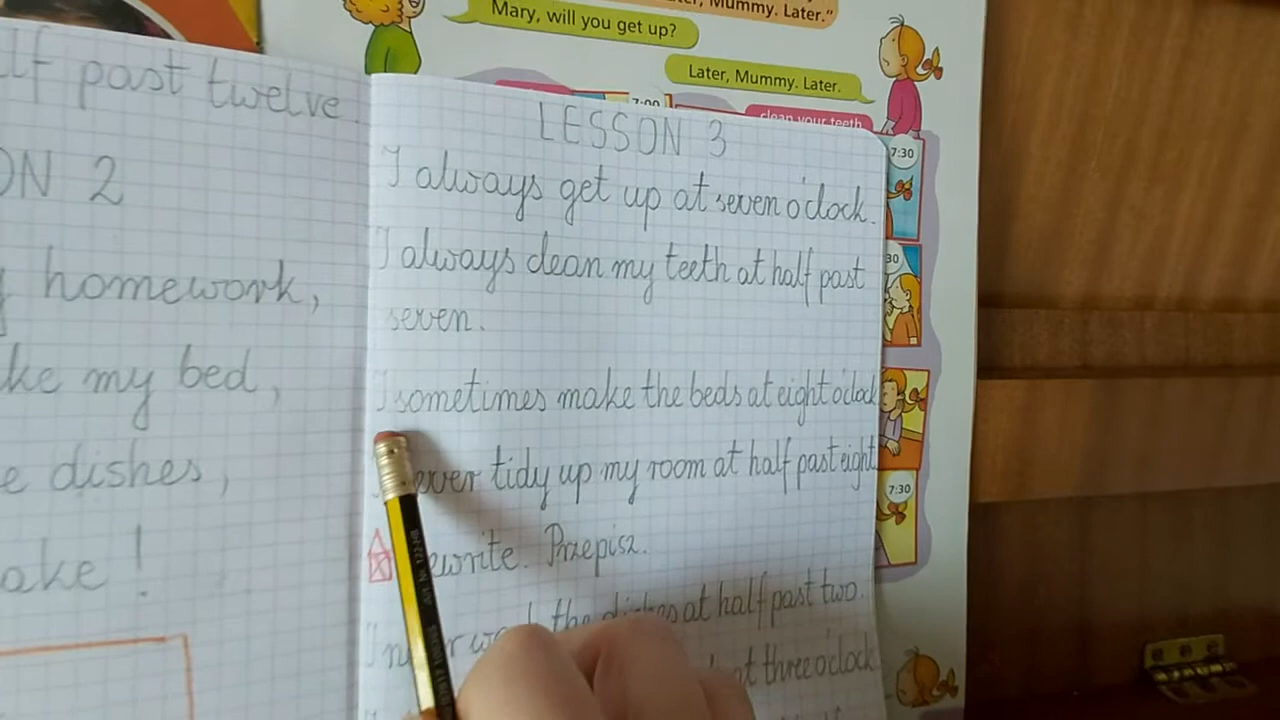 er, Mummy. Later."
Mary, will you get up?
Later, Mummy. Later.
7:00
clean your teeth
7:30
30
7:30
lf past twelve
ON 2
homework,
ke my bed,
e dishes,
ake!
LESSON 3
I always get up at seven o'clock.
I always clean my teeth at half past
seven.
I sometimes make the beds at eight o'clock
ever tidy up my room at half past eight
ewrite. Przepisz.
the dishes at half past two.
at three o'clock